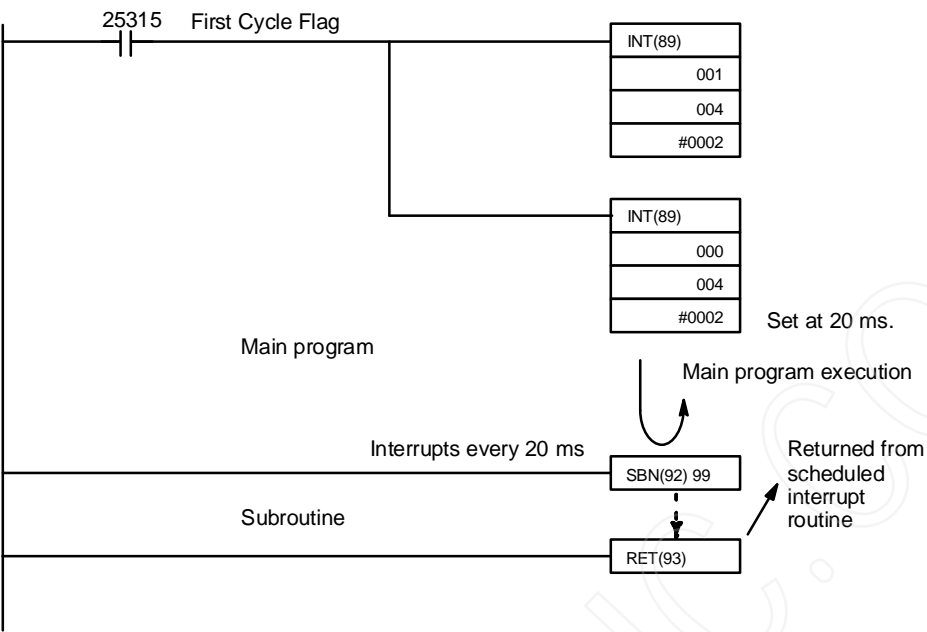 25315 First Cycle Flag
INT(89)
001
004
#0002
INT(89)
000
004
#0002
Set at 20 ms.
Main program
Main program execution
Interrupts every 20 ms
SBN(92) 99
Returned from
scheduled
interrupt
routine
Subroutine
RET(93)